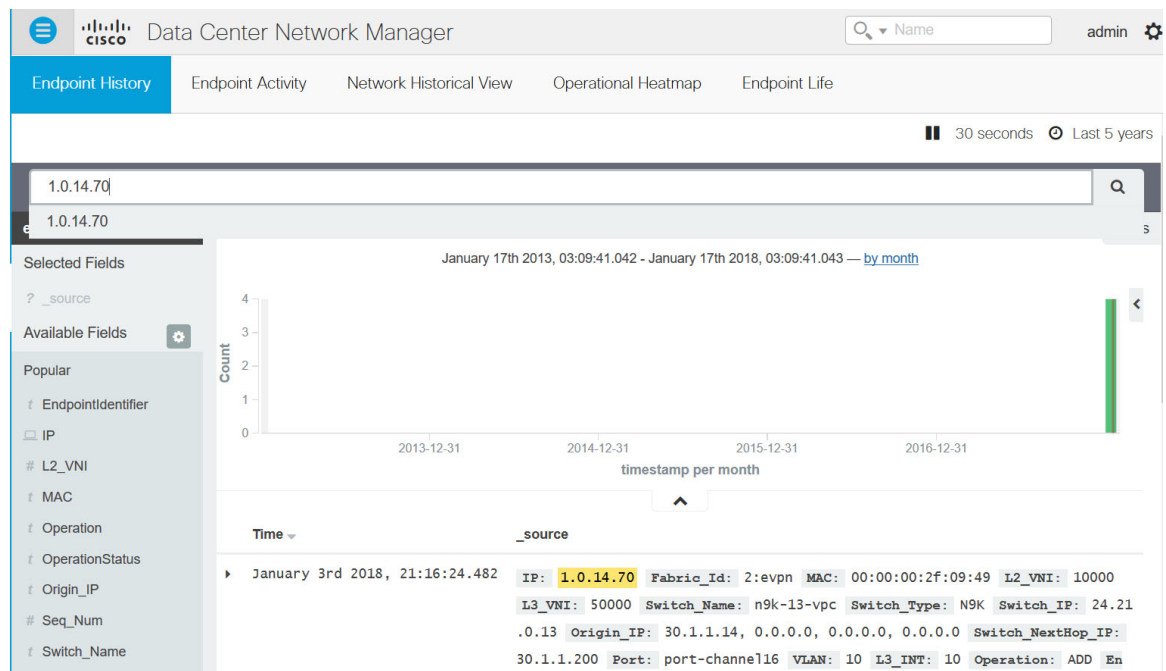 cisco Data Center Network Manager Name admin
Endpoint History Endpoint Activity Network Historical View Operational Heatmap Endpoint Life
30 seconds Last 5 years
1.0.14.70
1.0.14.70
Selected Fields
? _source
Available Fields
Popular
t EndpointIdentifier
IP
# L2_VNI
t MAC
t Operation
t OperationStatus
t Origin_IP
# Seq_Num
t Switch_Name
January 17th 2013, 03:09:41.042 - January 17th 2018, 03:09:41.043 — by month
Count
4
3
2
1
0
2013-12-31 2014-12-31 2015-12-31 2016-12-31
timestamp per month
Time _source
January 3rd 2018, 21:16:24.482 IP: 1.0.14.70 Fabric_Id: 2:evpn MAC: 00:00:00:2f:09:49 L2_VNI: 10000
L3_VNI: 50000 Switch_Name: n9k-13-vpc Switch_Type: N9K Switch_IP: 24.21
.0.13 Origin_IP: 30.1.1.14, 0.0.0.0, 0.0.0.0, 0.0.0.0 Switch_NextHop_IP:
30.1.1.200 Port: port-channel16 VLAN: 10 L3_INT: 10 Operation: ADD En